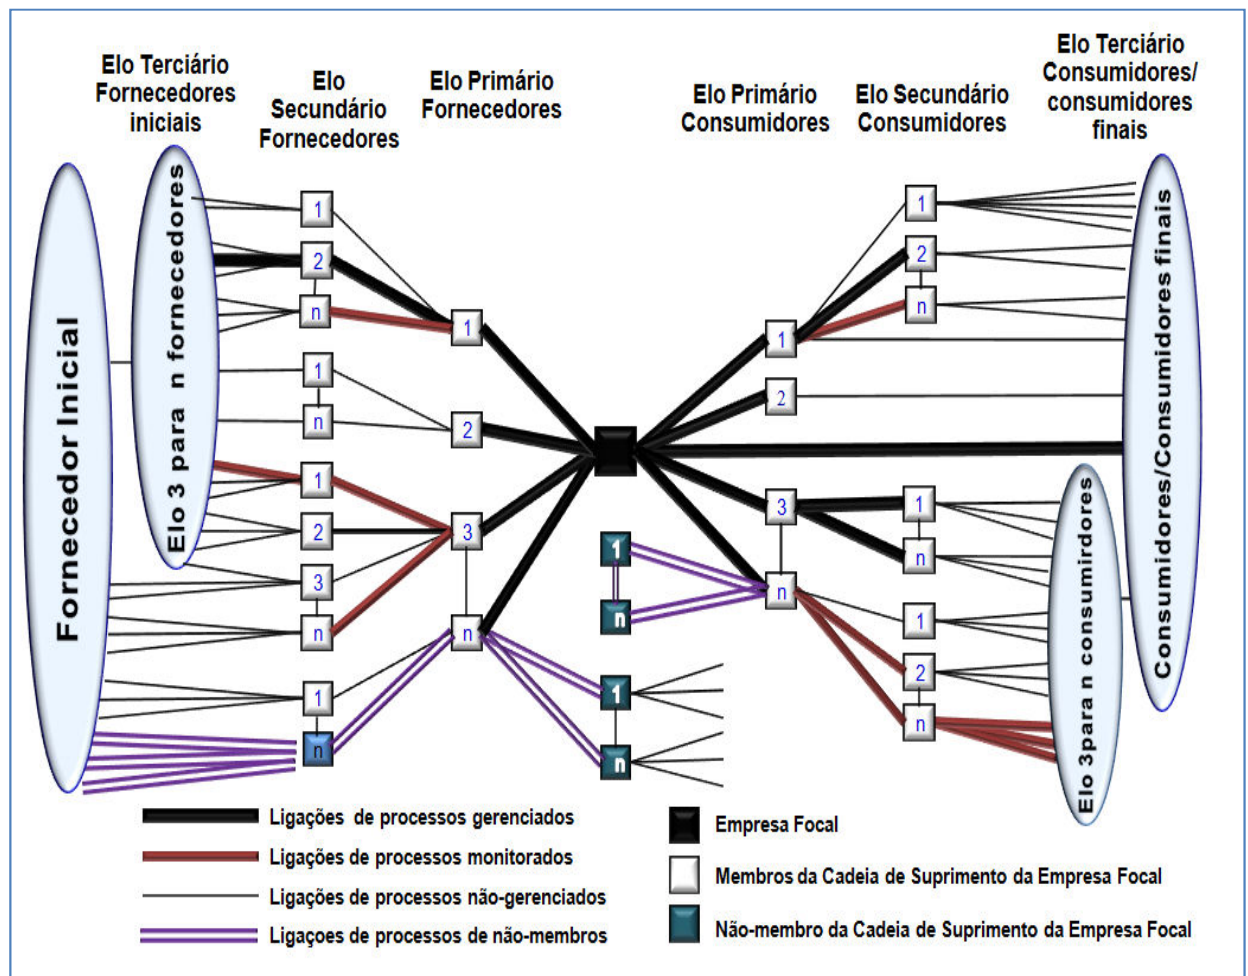 Elo Terciário
Fornecedores
iniciais
Elo
Secundário
Fornecedores
Elo Primário
Fornecedores
Elo Primário
Consumidores
Elo Secundário
Consumidores
Elo Terciário
Consumidores/
consumidores
finais
Fornecedor Inicial
Elo 3 para n fornecedores
1
2
n
1
n
1
2
3
n
1
n
1
2
3
n
1
n
1
n
1
2
3
n
1
2
n
1
n
1
2
n
Elo 3para n consumirdores
Consumidores/Consumidores finais
Ligações de processos gerenciados
Ligações de processos monitorados
Ligações de processos não-gerenciados
Ligaçoes de processos de não-membros
Empresa Focal
Membros da Cadeia de Suprimento da Empresa Focal
Não-membro da Cadeia de Suprimento da Empresa Focal